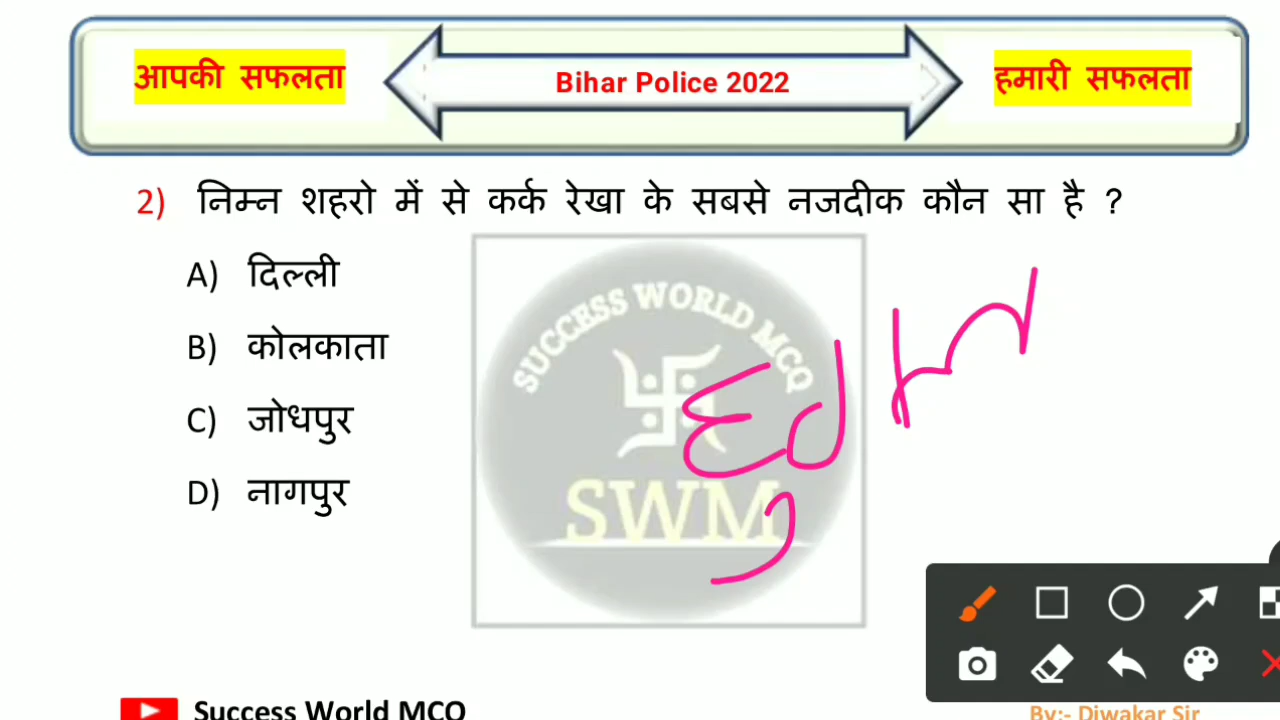 आपकी सफलता
Bihar Police 2022
हमारी सफलता
2) निम्न शहरो में से कर्क रेखा के सबसे नजदीक कौन सा है ?
A) दिल्ली
B) कोलकाता
C) जोधपुर
D) नागपुर
SUCCESS WORLD MCQ
SWM
Success World MCQ
By:- Diwakar Sir